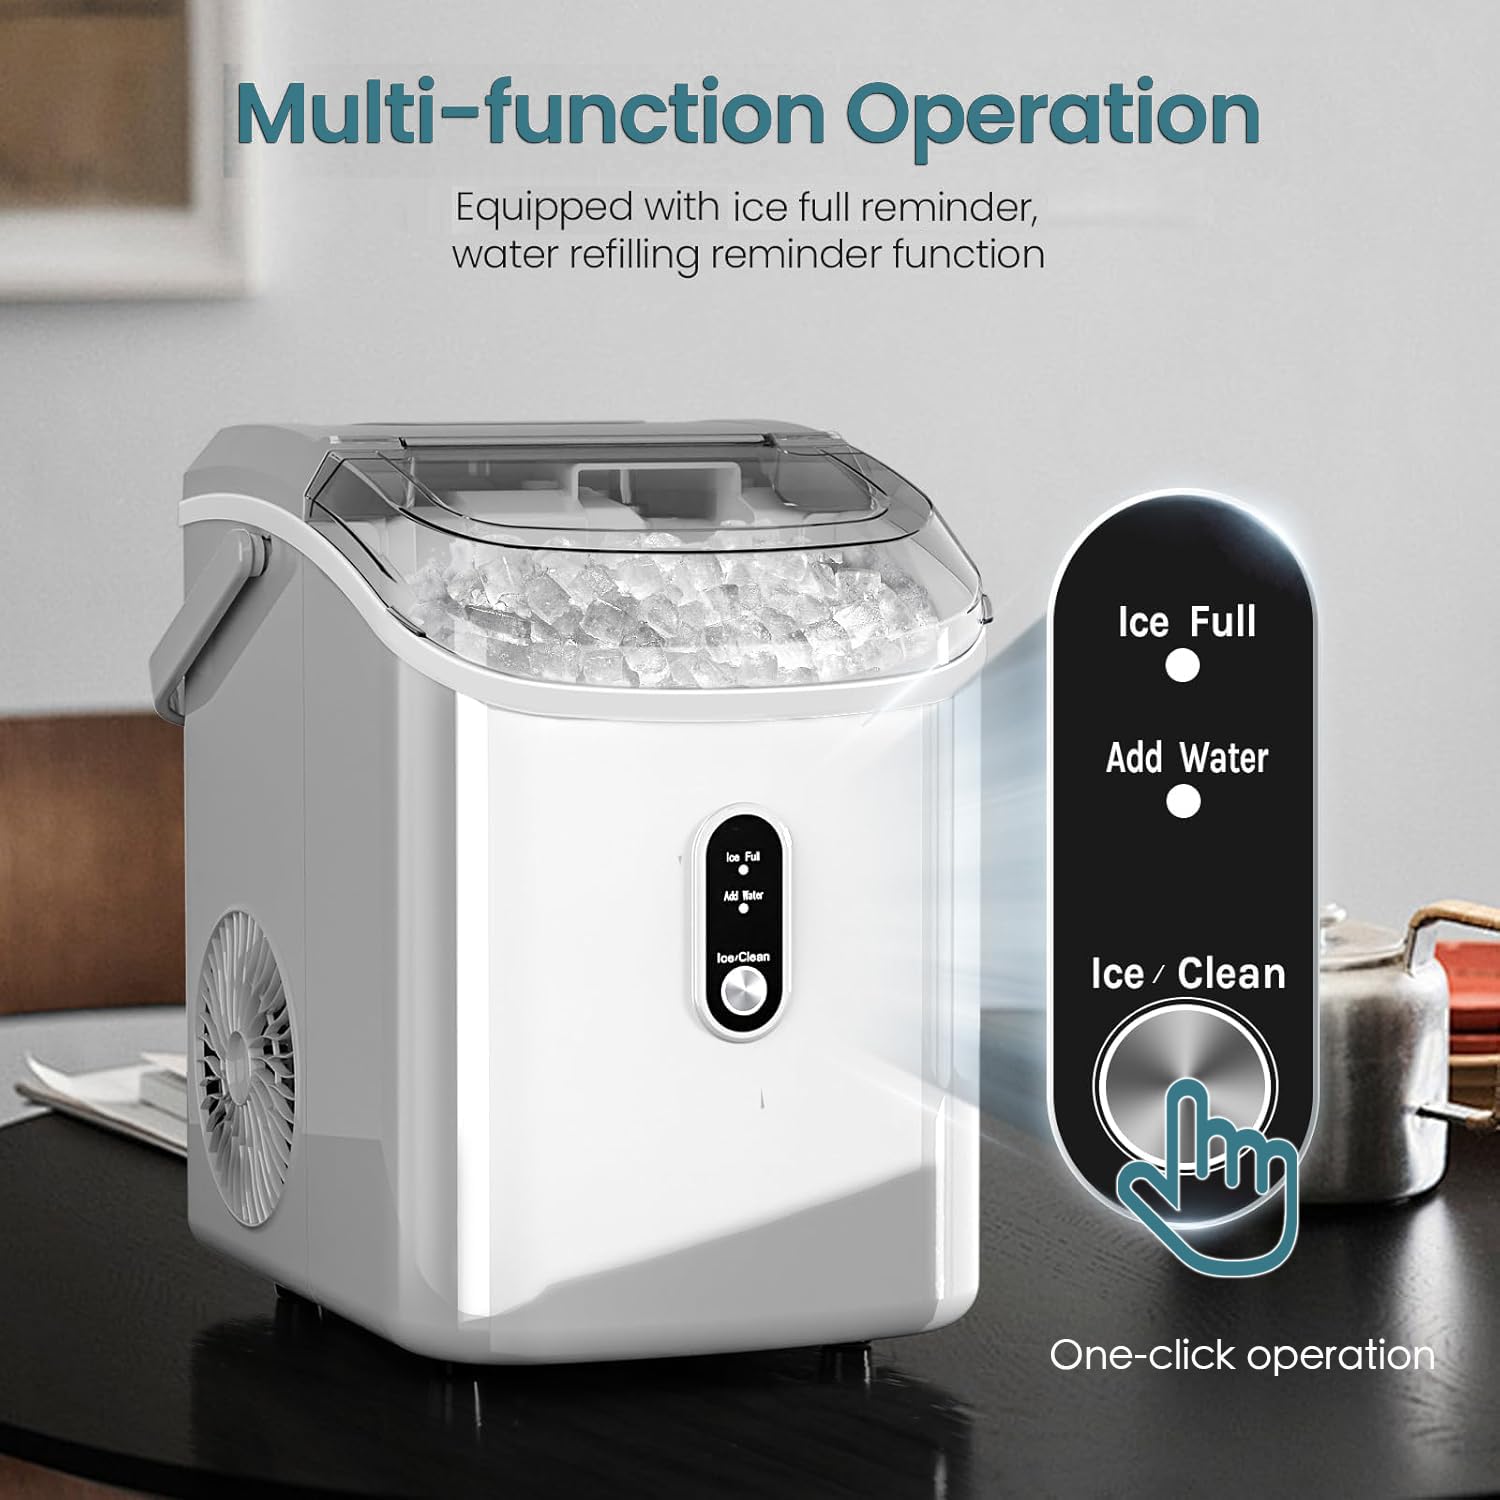 Multi-function Operation
Equipped with ice full reminder,
water refilling reminder function
Ice Full
Add Water
Ice/Clean
Ice Full
Add Water
Ice / Clean
One-click operation